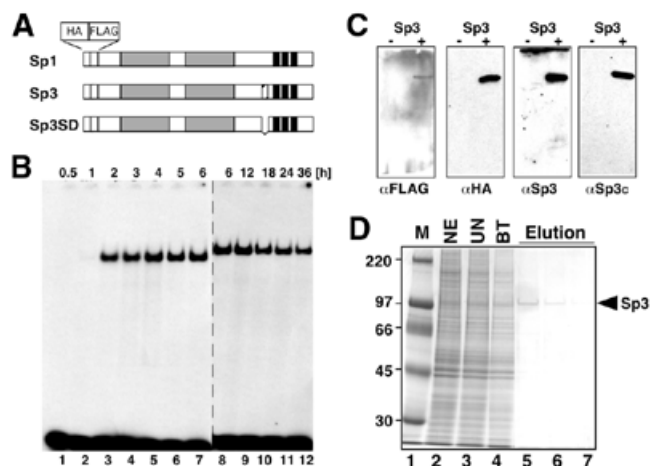 A
HA FLAG
Sp1
Sp3
Sp3SD
B
0.5 1 2 3 4 5 6 6 12 18 24 36 [h]
1 2 3 4 5 6 7 8 9 10 11 12
C
Sp3 Sp3 Sp3 Sp3
- + - + - + - +
αFLAG αHA αSp3 αSp3c
D
M NE UN BT Elution
220
97
66
45
30
Sp3
1 2 3 4 5 6 7